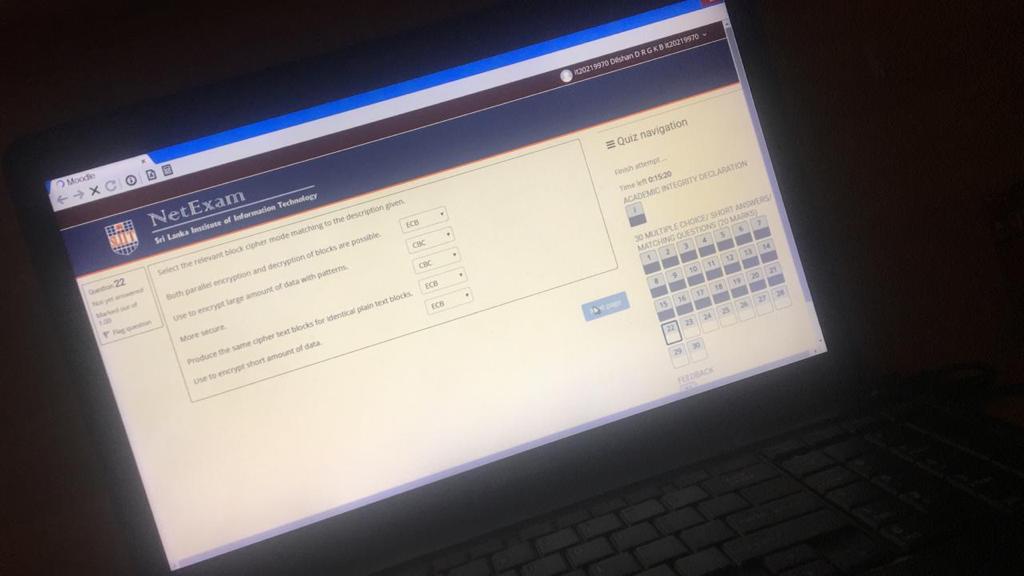 Moodle
it20219970 Dilshan D R G K B it20219970
NetExam
Sri Lanka Institute of Information Technology
Question 22
Not yet answered
Marked out of
1.00
Flag question
Select the relevant block cipher mode matching to the description given.
Both parallel encryption and decryption of blocks are possible. ECB
Use to encrypt large amount of data with patterns. CBC
More secure. CBC
Produce the same cipher text blocks for identical plain text blocks. ECB
Use to encrypt short amount of data. ECB
page
Quiz navigation
Finish attempt ...
Time left 0:15:20
ACADEMIC INTEGRITY DECLARATION
i
30 MULTIPLE CHOICE/ SHORT ANSWERS/
MATCHING QUESTIONS (20 MARKS)
1 2 3 4 5 6 7
8 9 10 11 12 13 14
15 16 17 18 19 20 21
22 23 24 25 26 27 28
29 30
FEEDBACK